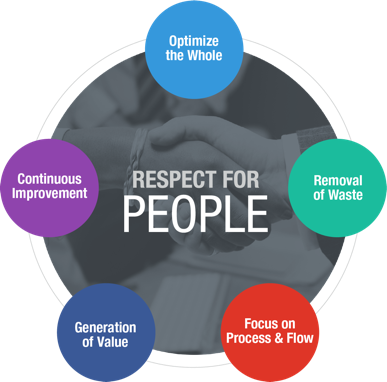 Optimize
the Whole
Continuous
Improvement
RESPECT FOR
PEOPLE
Removal
of Waste
Generation
of Value
Focus on
Process & Flow